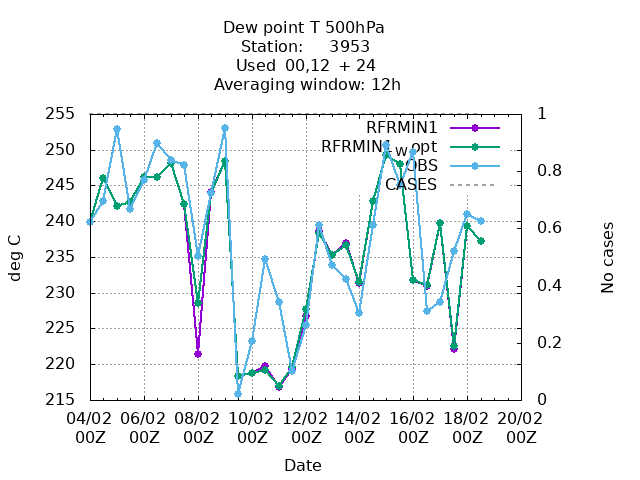 Dew point T 500hPa
Station: 3953
Used 00,12 + 24
Averaging window: 12h
255 1
RFRMIN1
250 RFRMIN1_w_opt
OBS
0.8
245 CASES
240
0.6
235
deg C
No cases
230 0.4
225
0.2
220
215 0
04/02 06/02 08/02 10/02 12/02 14/02 16/02 18/02 20/02
00Z 00Z 00Z 00Z 00Z 00Z 00Z 00Z 00Z
Date